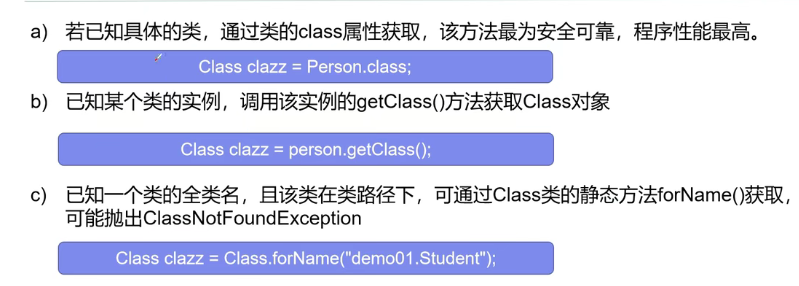 a) 若已知具体的类，通过类的class属性获取，该方法最为安全可靠，程序性能最高。
Class clazz = Person.class;
b) 已知某个类的实例，调用该实例的getClass()方法获取Class对象
Class clazz = person.getClass();
c) 已知一个类的全类名，且该类在类路径下，可通过Class类的静态方法forName()获取，
可能抛出ClassNotFoundException
Class clazz = Class.forName("demo01.Student");